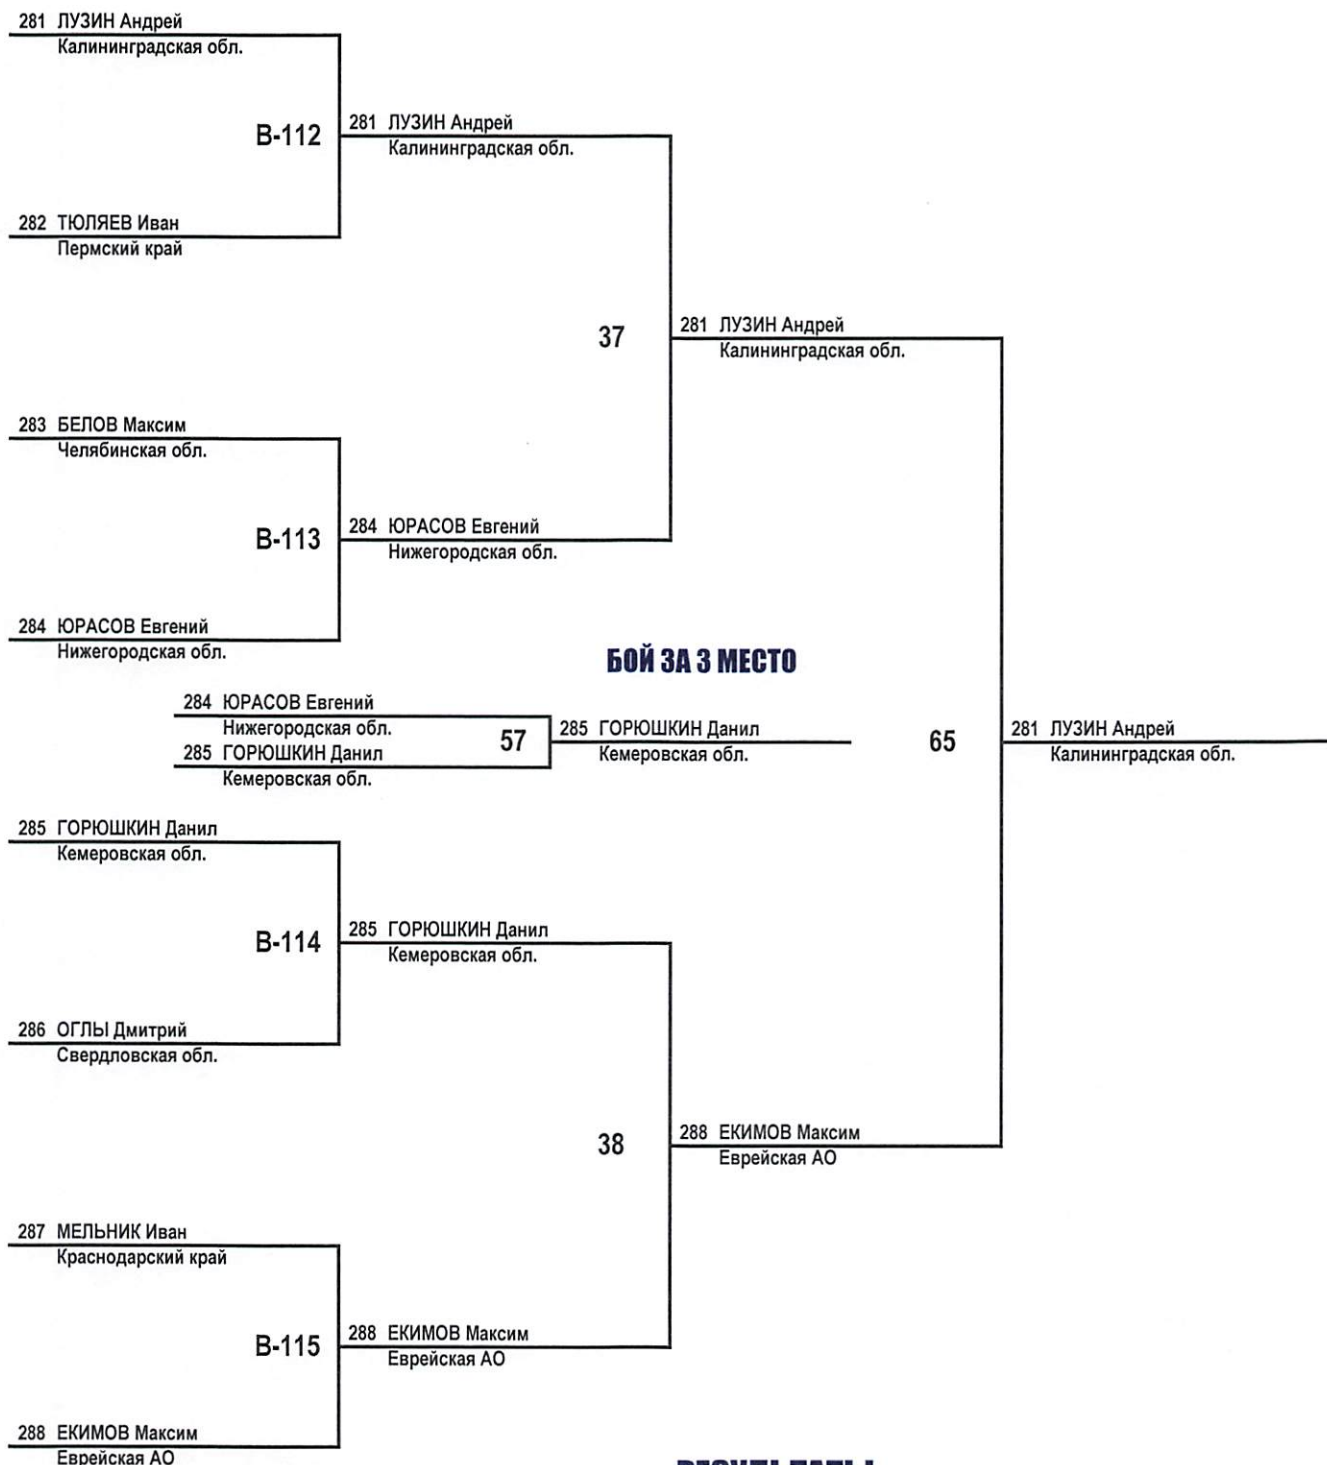 281 ЛУЗИН Андрей
Калининградская обл.
В-112
281 ЛУЗИН Андрей
Калининградская обл.
282 ТЮЛЯЕВ Иван
Пермский край
37
281 ЛУЗИН Андрей
Калининградская обл.
283 БЕЛОВ Максим
Челябинская обл.
В-113
284 ЮРАСОВ Евгений
Нижегородская обл.
284 ЮРАСОВ Евгений
Нижегородская обл.
БОЙ ЗА 3 МЕСТО
284 ЮРАСОВ Евгений
Нижегородская обл.
285 ГОРЮШКИН Данил
Кемеровская обл.
57
285 ГОРЮШКИН Данил
Кемеровская обл.
65
281 ЛУЗИН Андрей
Калининградская обл.
285 ГОРЮШКИН Данил
Кемеровская обл.
В-114
285 ГОРЮШКИН Данил
Кемеровская обл.
286 ОГЛЫ Дмитрий
Свердловская обл.
38
288 ЕКИМОВ Максим
Еврейская АО
287 МЕЛЬНИК Иван
Краснодарский край
В-115
288 ЕКИМОВ Максим
Еврейская АО
288 ЕКИМОВ Максим
Еврейская АО